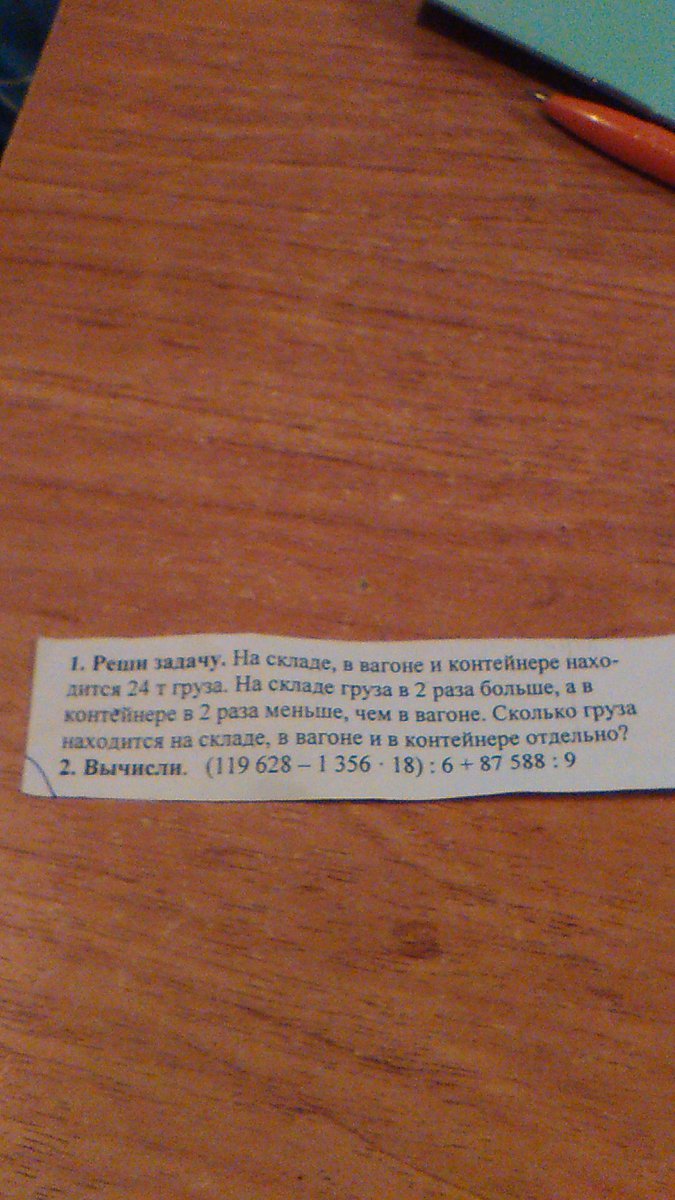 1. Реши задачу. На складе, в вагоне и контейнере нахо-
дится 24 т груза. На складе груза в 2 раза больше, а в
контейнере в 2 раза меньше, чем в вагоне. Сколько груза
находится на складе, в вагоне и в контейнере отдельно?
2. Вычисли. (119 628 – 1 356 · 18) : 6 + 87 588 : 9